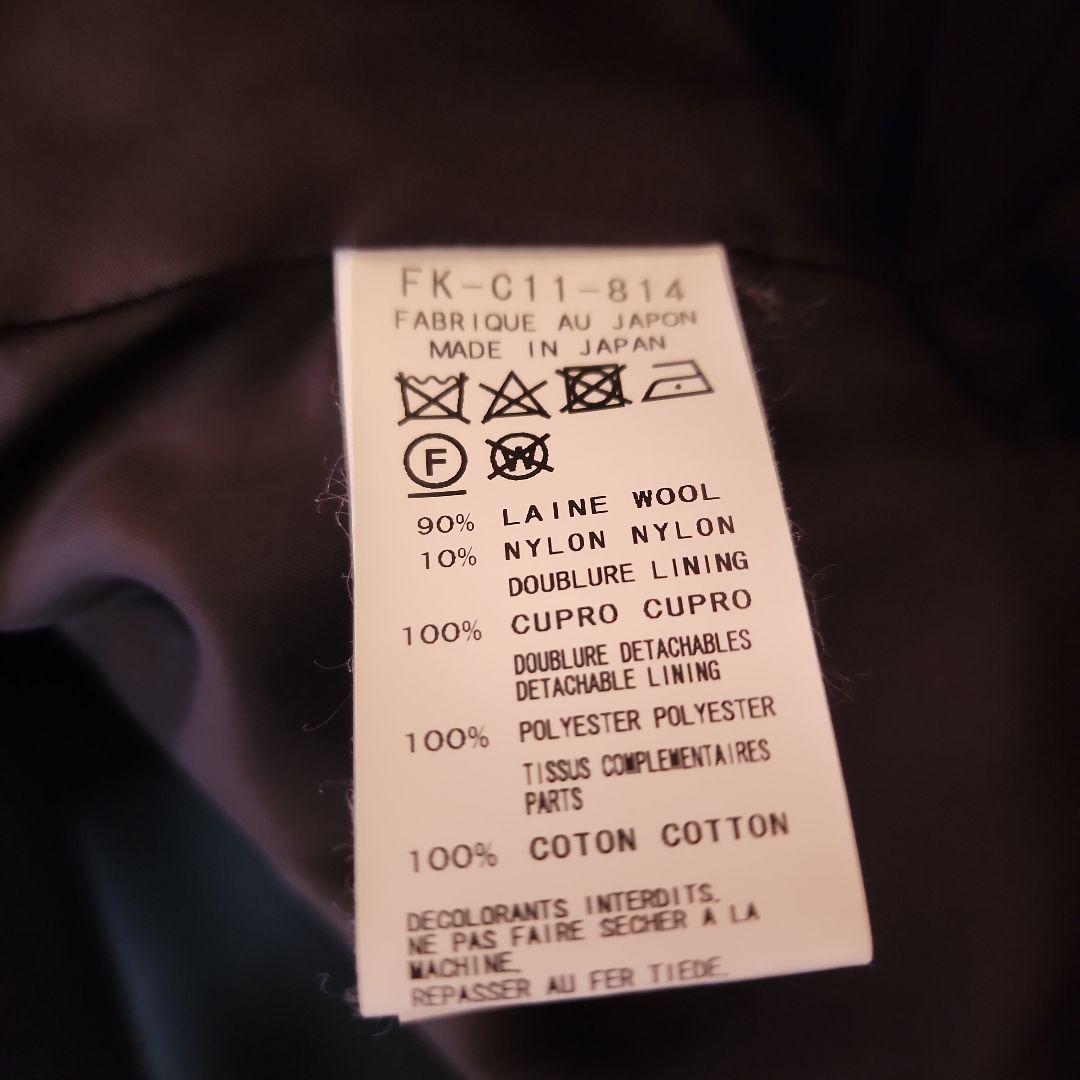 FK-C11-814
FABRIQUE AU JAPON
MADE IN JAPAN
F W
90% LAINE WOOL
10% NYLON NYLON
DOUBLURE LINING
100% CUPRO CUPRO
DOUBLURE DETACHABLES
DETACHABLE LINING
100% POLYESTER POLYESTER
TISSUS COMPLEMENTAIRES
PARTS
100% COTON COTTON
DECOLORANTS INTERDITS.
NE PAS FAIRE SECHER A LA
MACHINE.
REPASSER AU FER TIEDE.